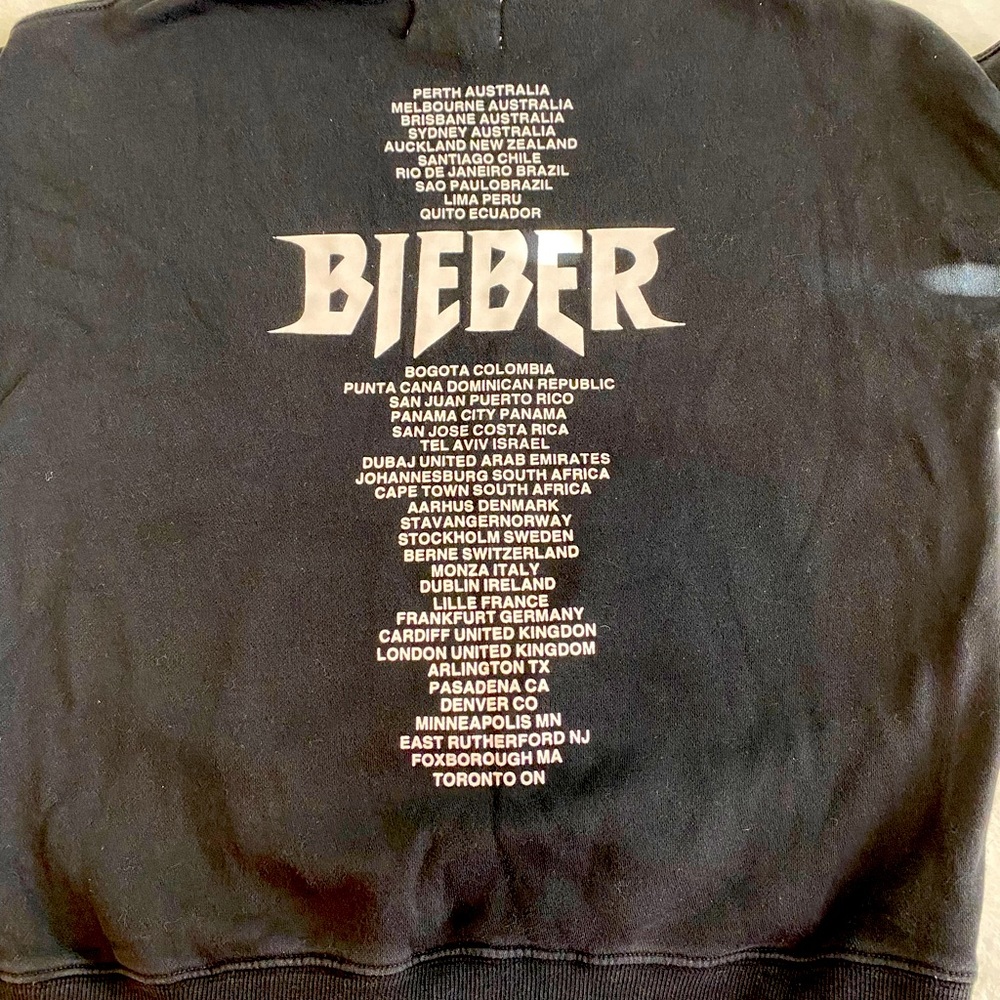 PERTH AUSTRALIA
MELBOURNE AUSTRALIA
BRISBANE AUSTRALIA
SYDNEY AUSTRALIA
AUCKLAND NEW ZEALAND
SANTIAGO CHILE
RIO DE JANEIRO BRAZIL
SAO PAULOBRAZIL
LIMA PERU
QUITO ECUADOR
BIEBER
BOGOTA COLOMBIA
PUNTA CANA DOMINICAN REPUBLIC
SAN JUAN PUERTO RICO
PANAMA CITY PANAMA
SAN JOSE COSTA RICA
TEL AVIV ISRAEL
DUBAJ UNITED ARAB EMIRATES
JOHANNESBURG SOUTH AFRICA
CAPE TOWN SOUTH AFRICA
AARHUS DENMARK
STAVANGERNORWAY
STOCKHOLM SWEDEN
BERNE SWITZERLAND
MONZA ITALY
DUBLIN IRELAND
LILLE FRANCE
FRANKFURT GERMANY
CARDIFF UNITED KINGDON
LONDON UNITED KINGDOM
ARLINGTON TX
PASADENA CA
DENVER CO
MINNEAPOLIS MN
EAST RUTHERFORD NJ
FOXBOROUGH MA
TORONTO ON